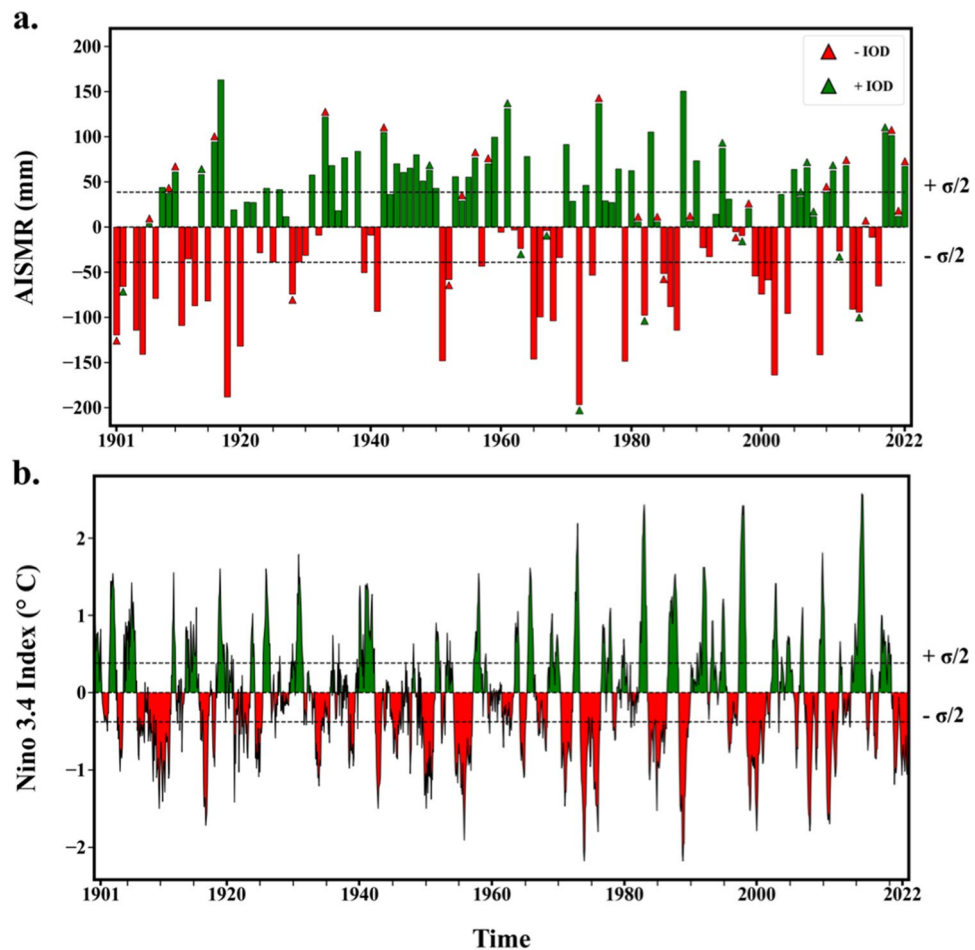 a.
AISMR (mm)
200
150
100
50
0
−50
−100
−150
−200
- IOD
+ IOD
+ σ/2
- σ/2
1901 1920 1940 1960 1980 2000 2022
b.
Nino 3.4 Index (° C)
2
1
0
−1
−2
+ σ/2
- σ/2
1901 1920 1940 1960 1980 2000 2022
Time